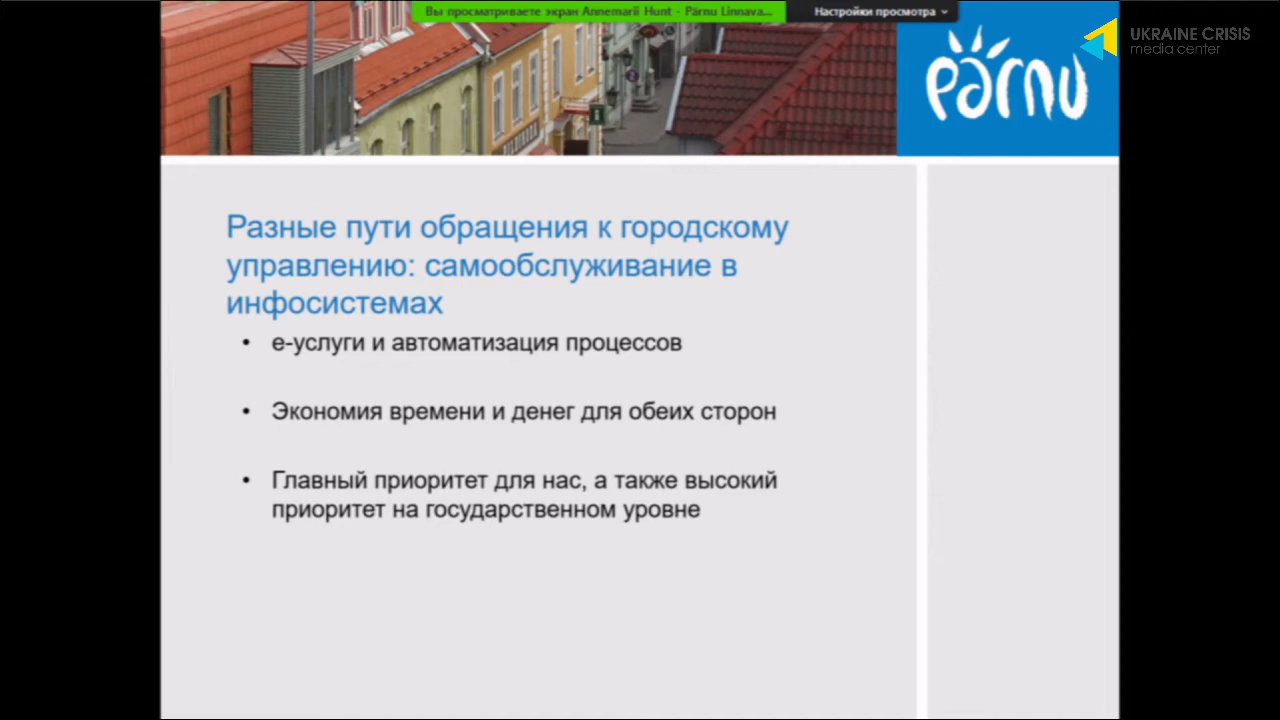 Вы просматриваете экран Annemarii Hunt - Pärnu Linnava...
Настройки просмотра
UKRAINE CRISIS
media center
Pärnu
Разные пути обращения к городскому
управлению: самообслуживание в
инфосистемах
• е-услуги и автоматизация процессов
• Экономия времени и денег для обеих сторон
• Главный приоритет для нас, а также высокий
приоритет на государственном уровне